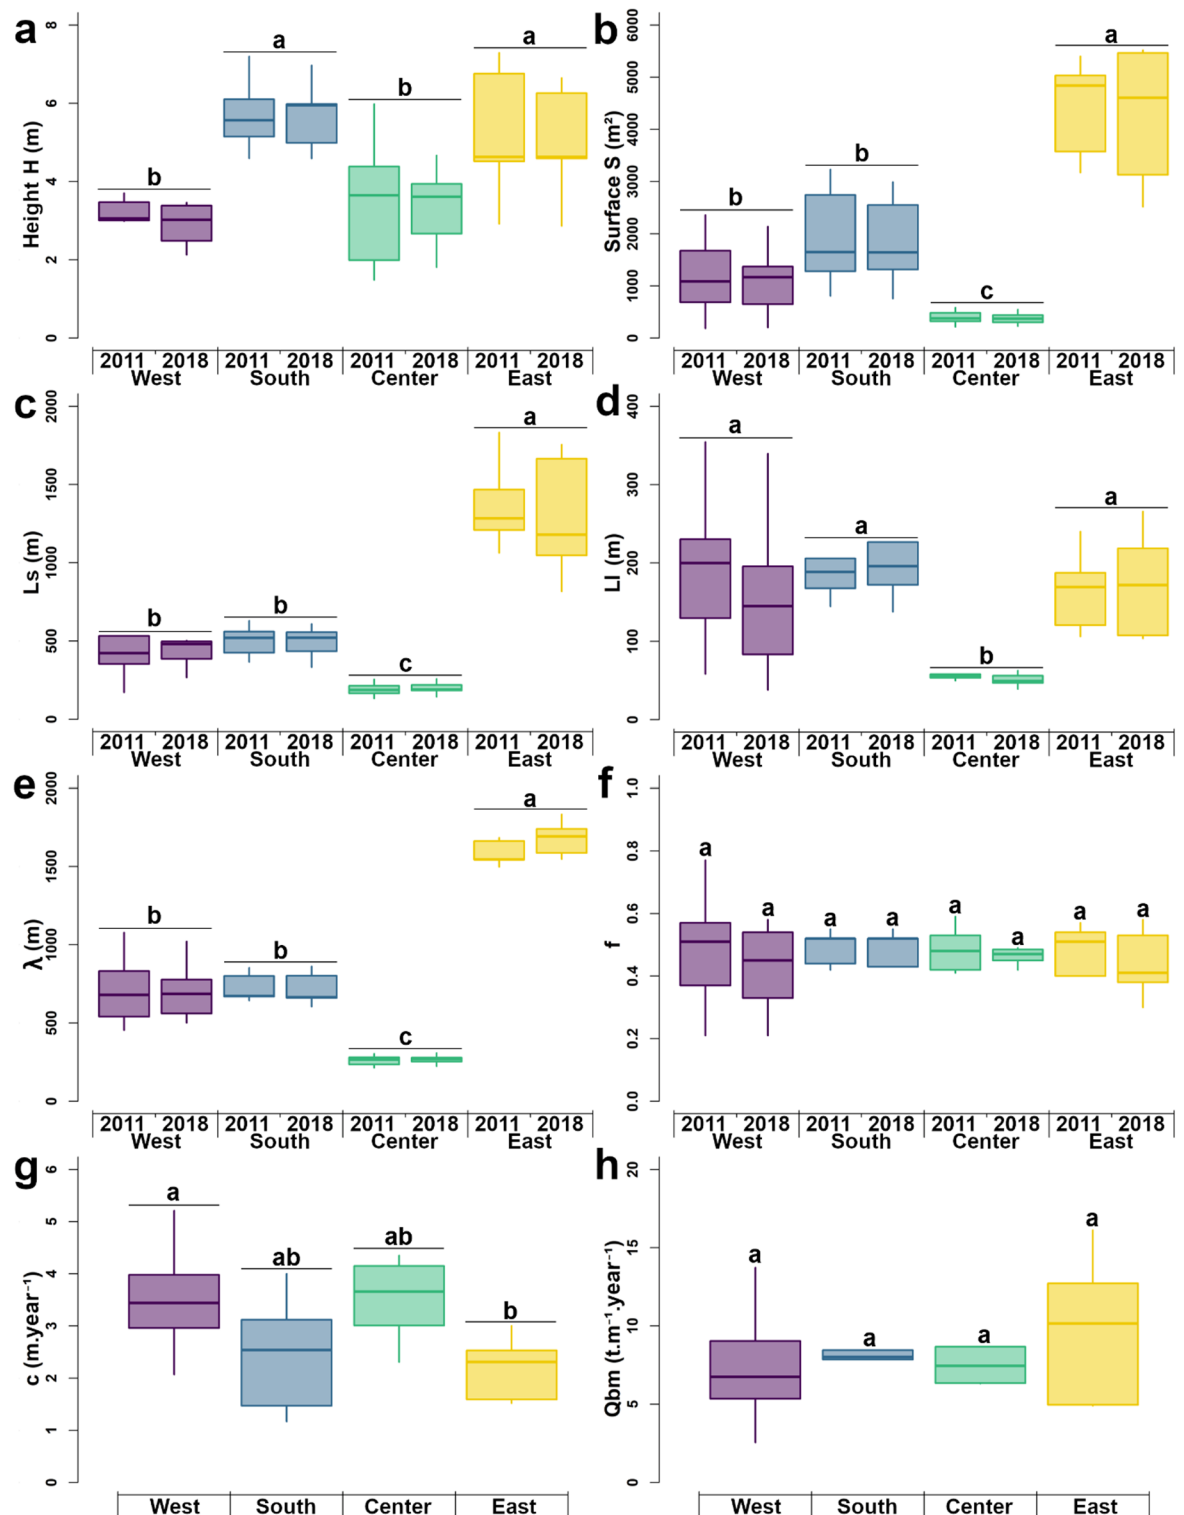 a
Height H (m)
0 2 4 6 8
b
a
b
a
2011 2018 2011 2018 2011 2018 2011 2018
West South Center East
b
Surface S (m²)
0 1000 2000 3000 4000 5000 6000
b
b
c
a
2011 2018 2011 2018 2011 2018 2011 2018
West South Center East
c
Ls (m)
0 500 1000 1500 2000
b
b
c
a
2011 2018 2011 2018 2011 2018 2011 2018
West South Center East
d
Ll (m)
0 100 200 300 400
a
a
b
a
2011 2018 2011 2018 2011 2018 2011 2018
West South Center East
e
λ (m)
0 500 1000 1500 2000
b
b
c
a
2011 2018 2011 2018 2011 2018 2011 2018
West South Center East
f
f
0.0 0.2 0.4 0.6 0.8 1.0
a a a a a a a a
2011 2018 2011 2018 2011 2018 2011 2018
West South Center East
g
c (m.year⁻¹)
0 1 2 3 4 5 6
a
ab
ab
b
West South Center East
h
Qbm (t.m⁻¹.year⁻¹)
0 5 10 15 20
a
a
a
a
West South Center East